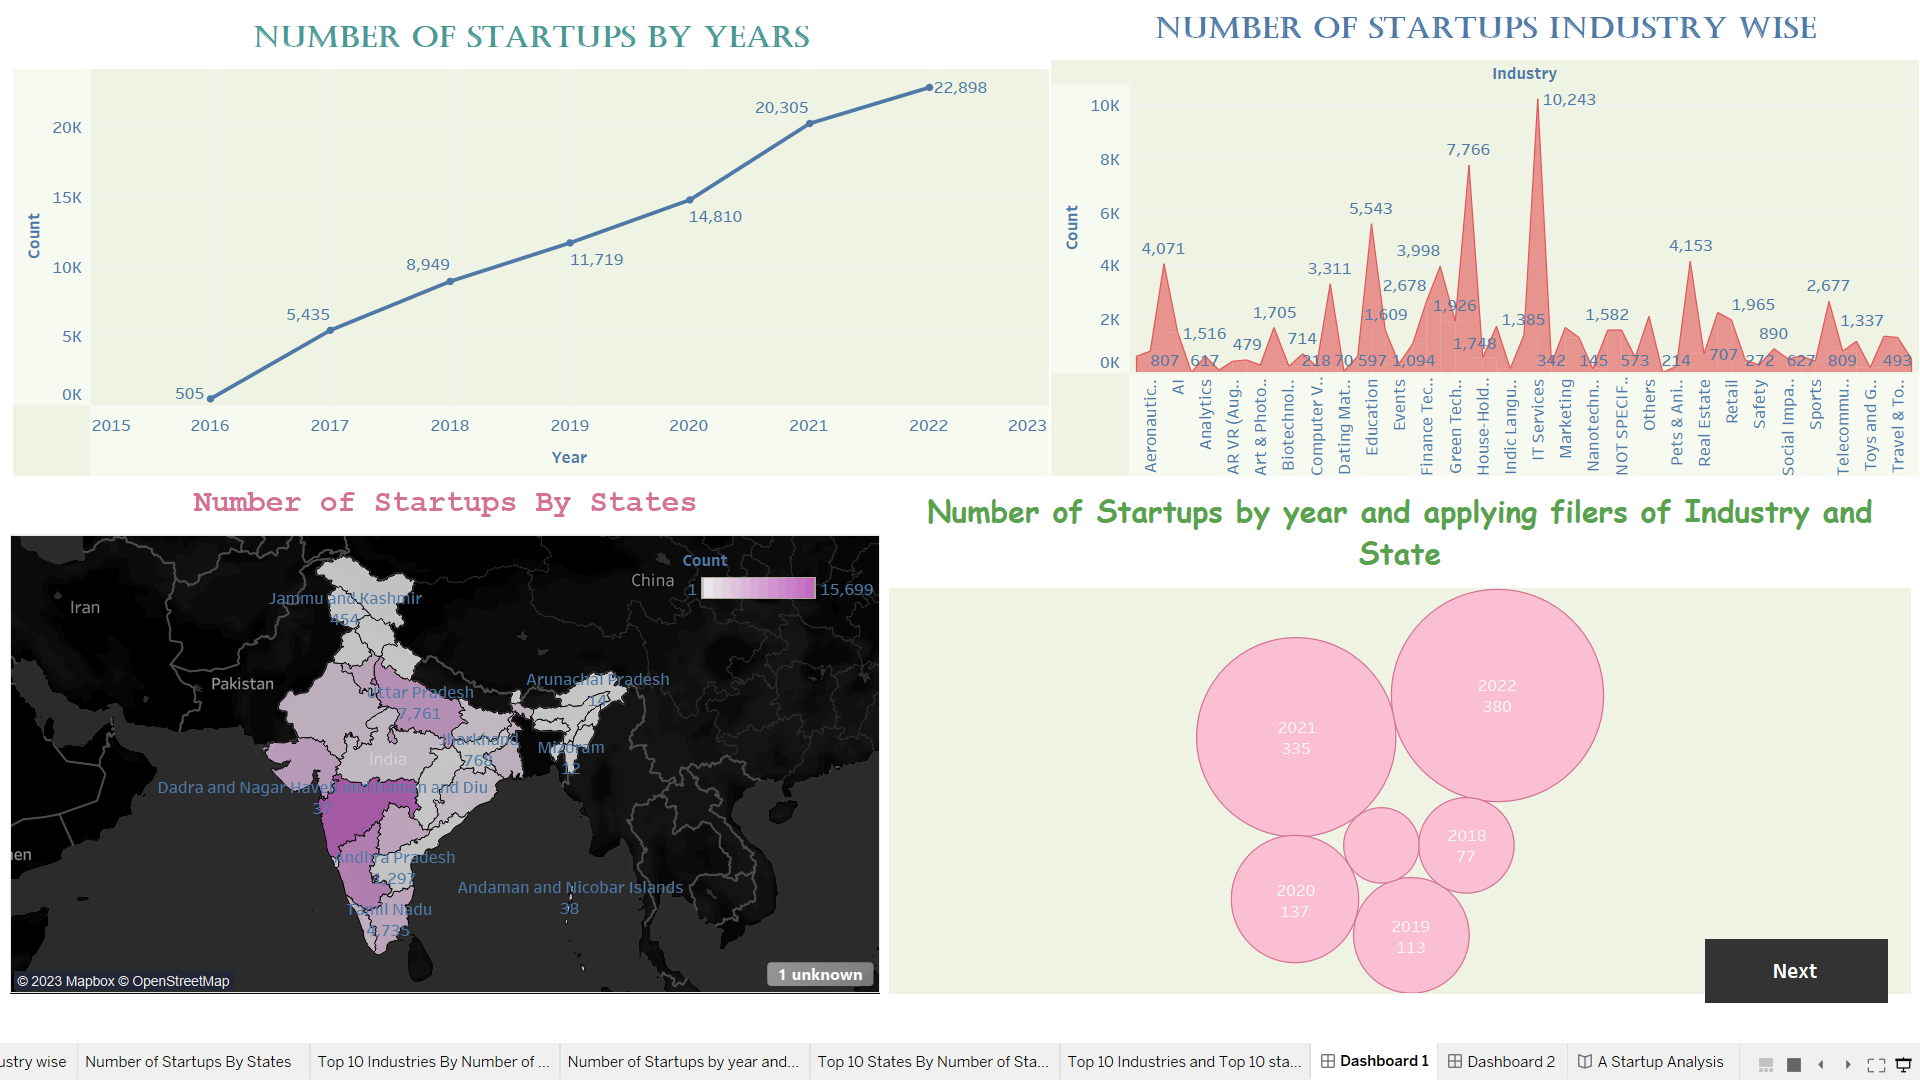 NUMBER OF STARTUPS BY YEARS
Count
20K
15K
10K
5K
0K
505
5,435
8,949
11,719
14,810
20,305
22,898
2015 2016 2017 2018 2019 2020 2021 2022 2023
Year
NUMBER OF STARTUPS INDUSTRY WISE
Industry
Count
10K
8K
6K
4K
2K
0K
10,243
7,766
5,543
4,071
3,998
4,153
3,311
2,678
2,677
1,926
1,965
1,705
1,609
1,516
1,385
1,582
1,337
1,748
479
714
890
807
617
218
70
597
1,094
342
145
573
214
707
272
627
809
493
Aeronautic..
AI
Analytics
AR VR (Aug..
Art & Photo..
Biotechnol..
Computer V..
Dating Mat..
Education
Events
Finance Tec..
Green Tech..
House-Hold..
Indic Langu..
IT Services
Marketing
Nanotechn..
NOT SPECIF..
Others
Pets & Ani..
Real Estate
Retail
Safety
Social Impa..
Sports
Telecommu..
Toys and G..
Travel & To..
Number of Startups By States
Count
1 15,699
China
Iran
Pakistan
India
Jammu and Kashmir
454
Arunachal Pradesh
14
Uttar Pradesh
7,761
Jharkhand
768
Mizoram
12
Dadra and Nagar Haveli and Daman and Diu
37
Andhra Pradesh
Andaman and Nicobar Islands
38
Tamil Nadu
4,735
© 2023 Mapbox © OpenStreetMap
1 unknown
Number of Startups by year and applying filers of Industry and
State
2022
380
2021
335
2018
77
2020
137
2019
113
Next
ustry wise
Number of Startups By States
Top 10 Industries By Number of ...
Number of Startups by year and...
Top 10 States By Number of Sta...
Top 10 Industries and Top 10 sta...
Dashboard 1
Dashboard 2
A Startup Analysis